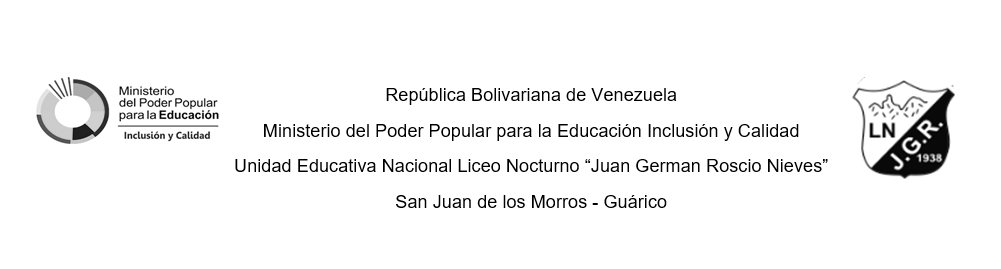 Ministerio
del Poder Popular
para la Educación
Inclusión y Calidad
República Bolivariana de Venezuela
Ministerio del Poder Popular para la Educación Inclusión y Calidad
Unidad Educativa Nacional Liceo Nocturno “Juan German Roscio Nieves”
San Juan de los Morros - Guárico
LN
J.G.R.
1938